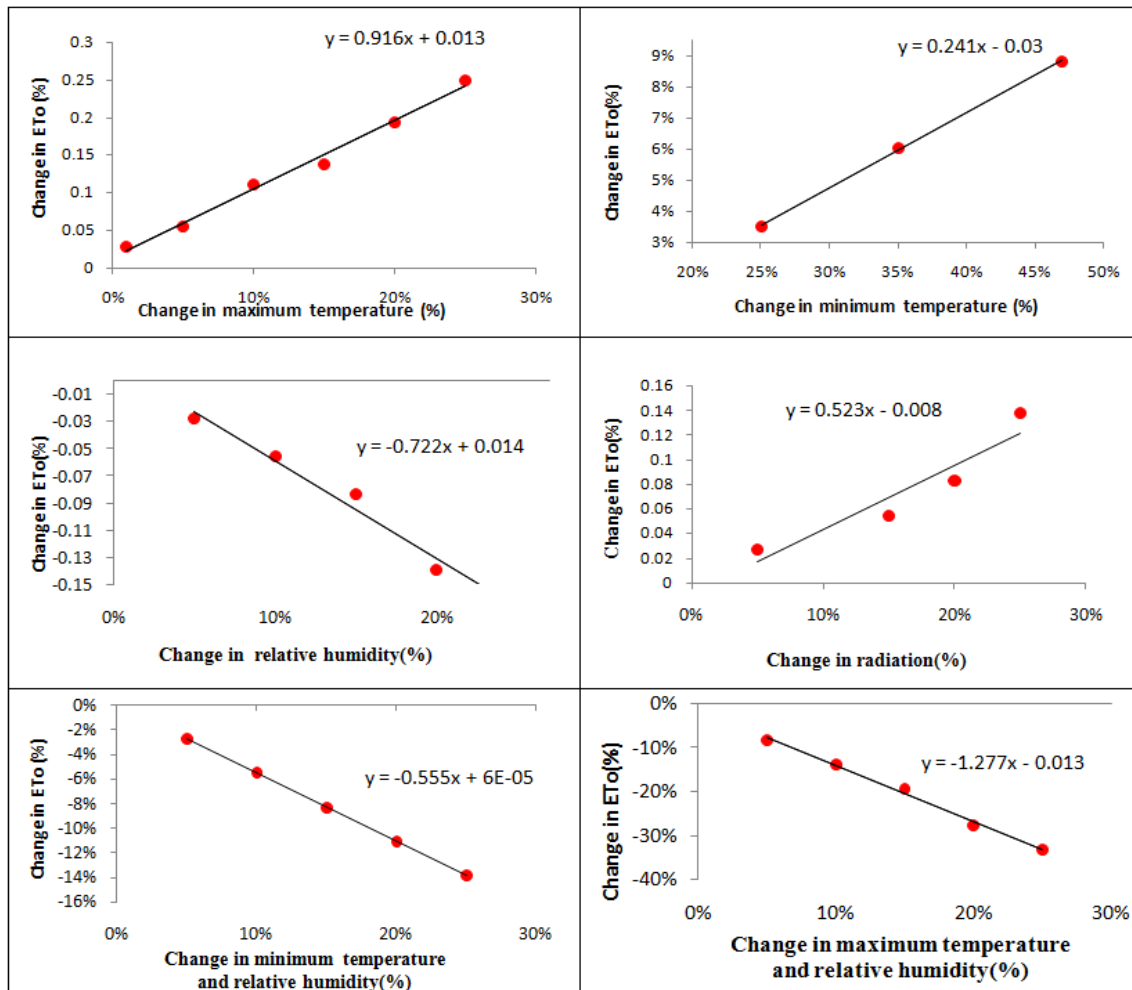 y = 0.916x + 0.013
0.3
0.25
0.2
0.15
0.1
0.05
0
Change in ETo (%)
0% 10% 20% 30%
Change in maximum temperature (%)
y = 0.241x - 0.03
9%
8%
7%
6%
5%
4%
3%
Change in ETo(%)
20% 25% 30% 35% 40% 45% 50%
Change in minimum temperature (%)
-0.01
-0.03
-0.05
-0.07
-0.09
-0.11
-0.13
-0.15
Change in ETo(%)
y = -0.722x + 0.014
0% 10% 20%
Change in relative humidity(%)
0.16
0.14
0.12
0.1
0.08
0.06
0.04
0.02
0
Change in ETo(%)
y = 0.523x - 0.008
0% 10% 20% 30%
Change in radiation(%)
0%
-2%
-4%
-6%
-8%
-10%
-12%
-14%
-16%
Change in ETo(%)
y = -0.555x + 6E-05
0% 10% 20% 30%
Change in minimum temperature
and relative humidity(%)
0%
-10%
-20%
-30%
-40%
Change in ETo(%)
y = -1.277x - 0.013
0% 10% 20% 30%
Change in maximum temperature
and relative humidity(%)